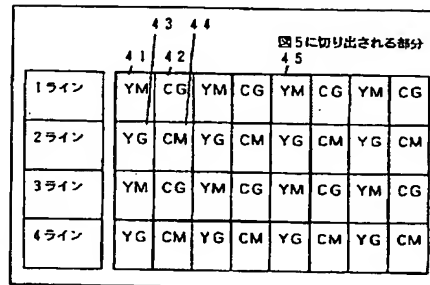 43 44
41 42 図5に切り出される部分
45
1ライン YM CG YM CG YM CG YM CG
2ライン YG CM YG CM YG CM YG CM
3ライン YM CG YM CG YM CG YM CG
4ライン YG CM YG CM YG CM YG CM